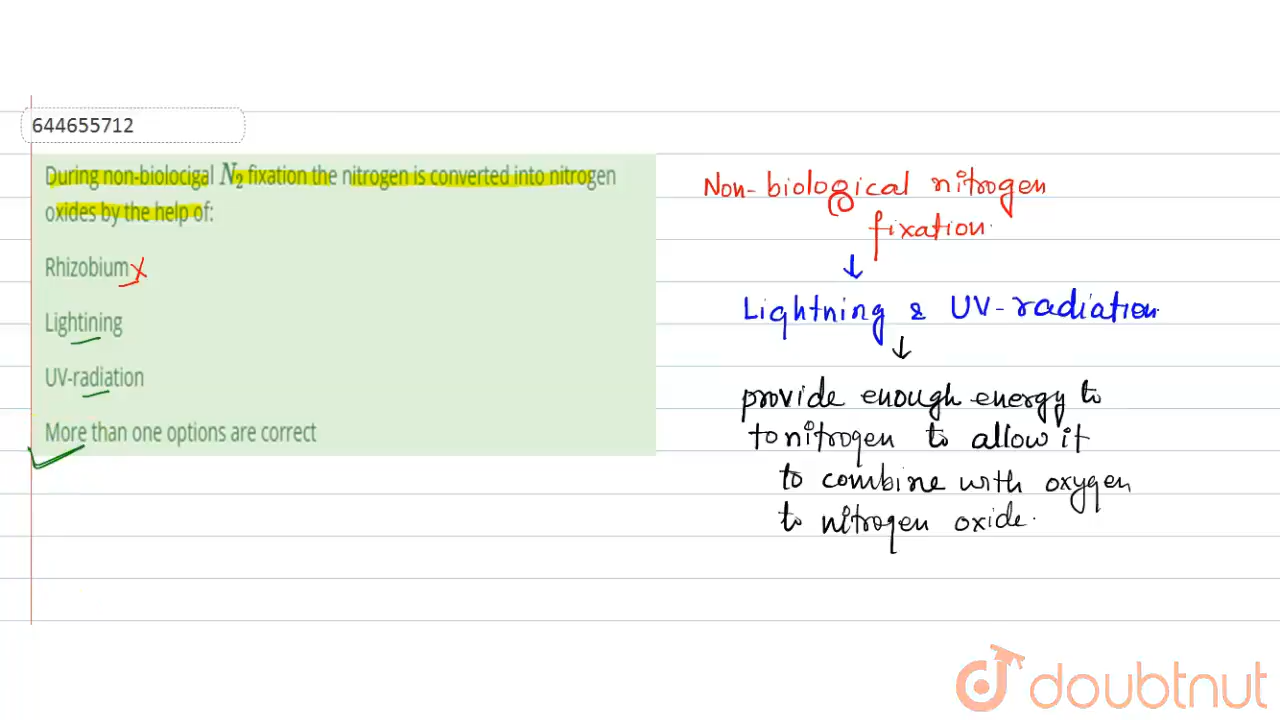 644655712
During non-biolocigal N2 fixation the nitrogen is converted into nitrogen
oxides by the help of:
Rhizobium x
Lightining
UV-radiation
More than one options are correct
Non-biological nitrogen
fixation.
↓
Lightning & UV-radiation.
↓
provide enough energy to
to nitrogen to allow it
to combine with oxygen
to nitrogen oxide.
doubtnut